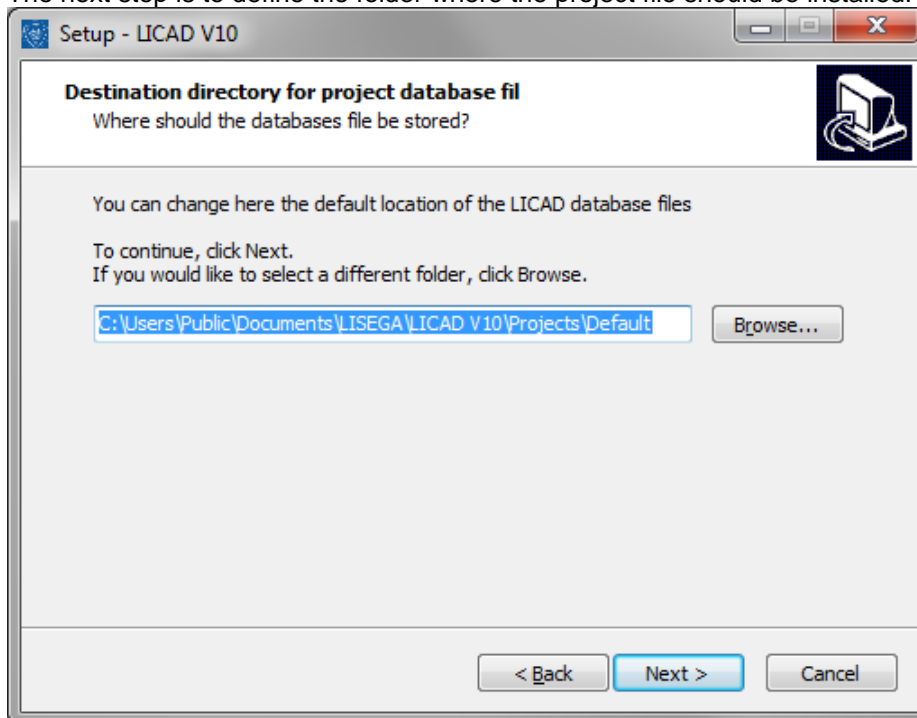 The next step is to define the folder where the project file should be installed.
Setup - LICAD V10
Destination directory for project database fil
Where should the databases file be stored?
You can change here the default location of the LICAD database files
To continue, click Next.
If you would like to select a different folder, click Browse.
C:\Users\Public\Documents\LISEGA\LICAD V10\Projects\Default
Browse...
< Back
Next >
Cancel